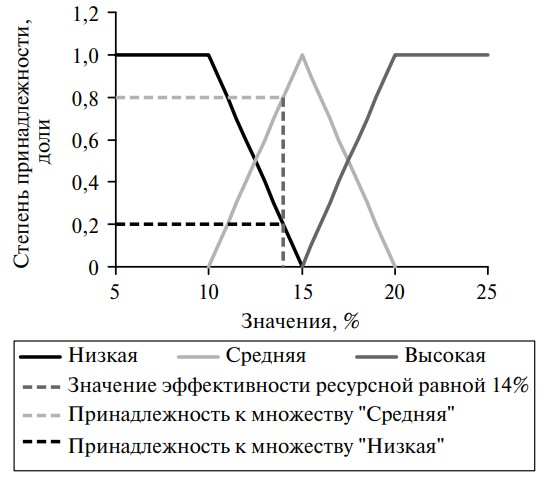 Степень принадлежности,
доли
1,2
1,0
0,8
0,6
0,4
0,2
0
5 10 15 20 25
Значения, %
Низкая Средняя Высокая
Значение эффективности ресурсной равной 14%
Принадлежность к множеству "Средняя"
Принадлежность к множеству "Низкая"